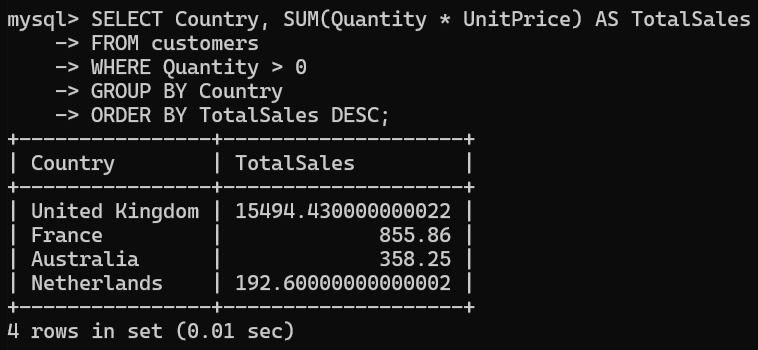 mysql> SELECT Country, SUM(Quantity * UnitPrice) AS TotalSales
    -> FROM customers
    -> WHERE Quantity > 0
    -> GROUP BY Country
    -> ORDER BY TotalSales DESC;
+----------------+--------------------+
| Country        | TotalSales         |
+----------------+--------------------+
| United Kingdom | 15494.430000000022 |
| France         |             855.86 |
| Australia      |             358.25 |
| Netherlands    | 192.60000000000002 |
+----------------+--------------------+
4 rows in set (0.01 sec)